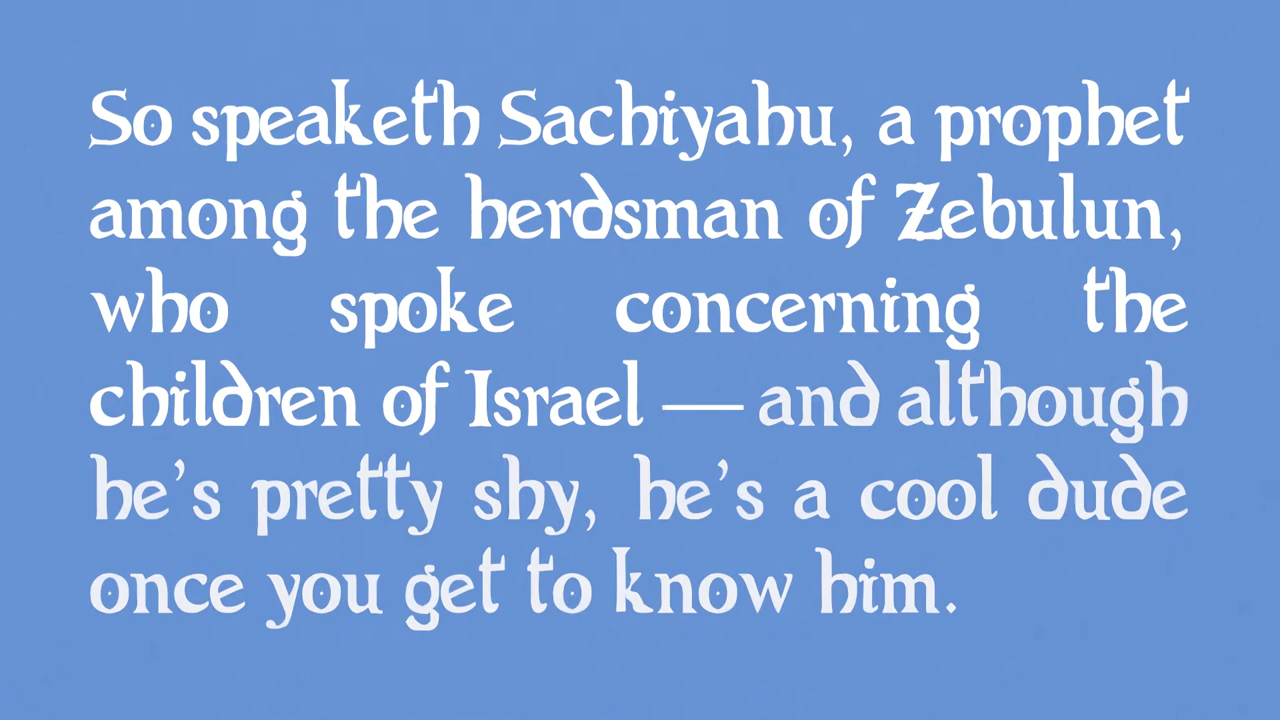 So speaketh Sachiyahu, a prophet
among the herdsman of Zebulun,
who spoke concerning the
children of Israel — and although
he’s pretty shy, he’s a cool dude
once you get to know him.